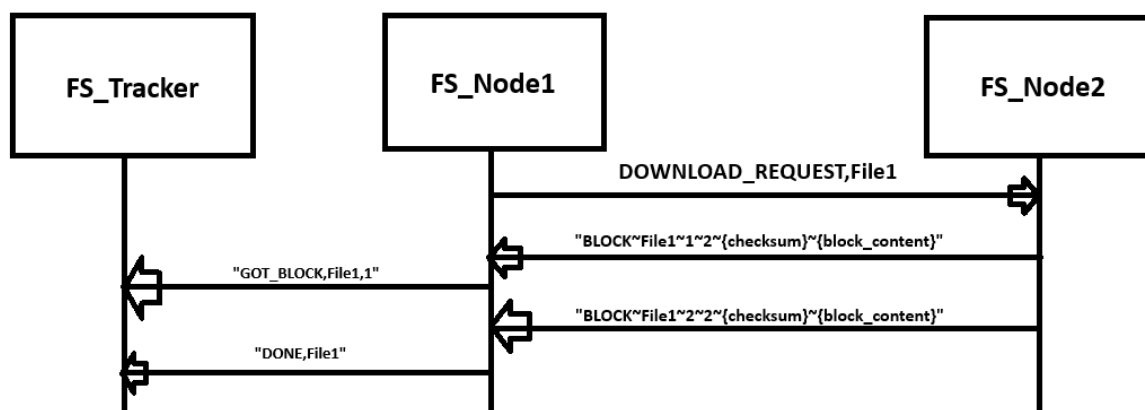 FS_Tracker
FS_Node1
FS_Node2
DOWNLOAD_REQUEST,File1
"BLOCK~File1~1~2~{checksum}~{block_content}"
"GOT_BLOCK,File1,1"
"BLOCK~File1~2~2~{checksum}~{block_content}"
"DONE,File1"